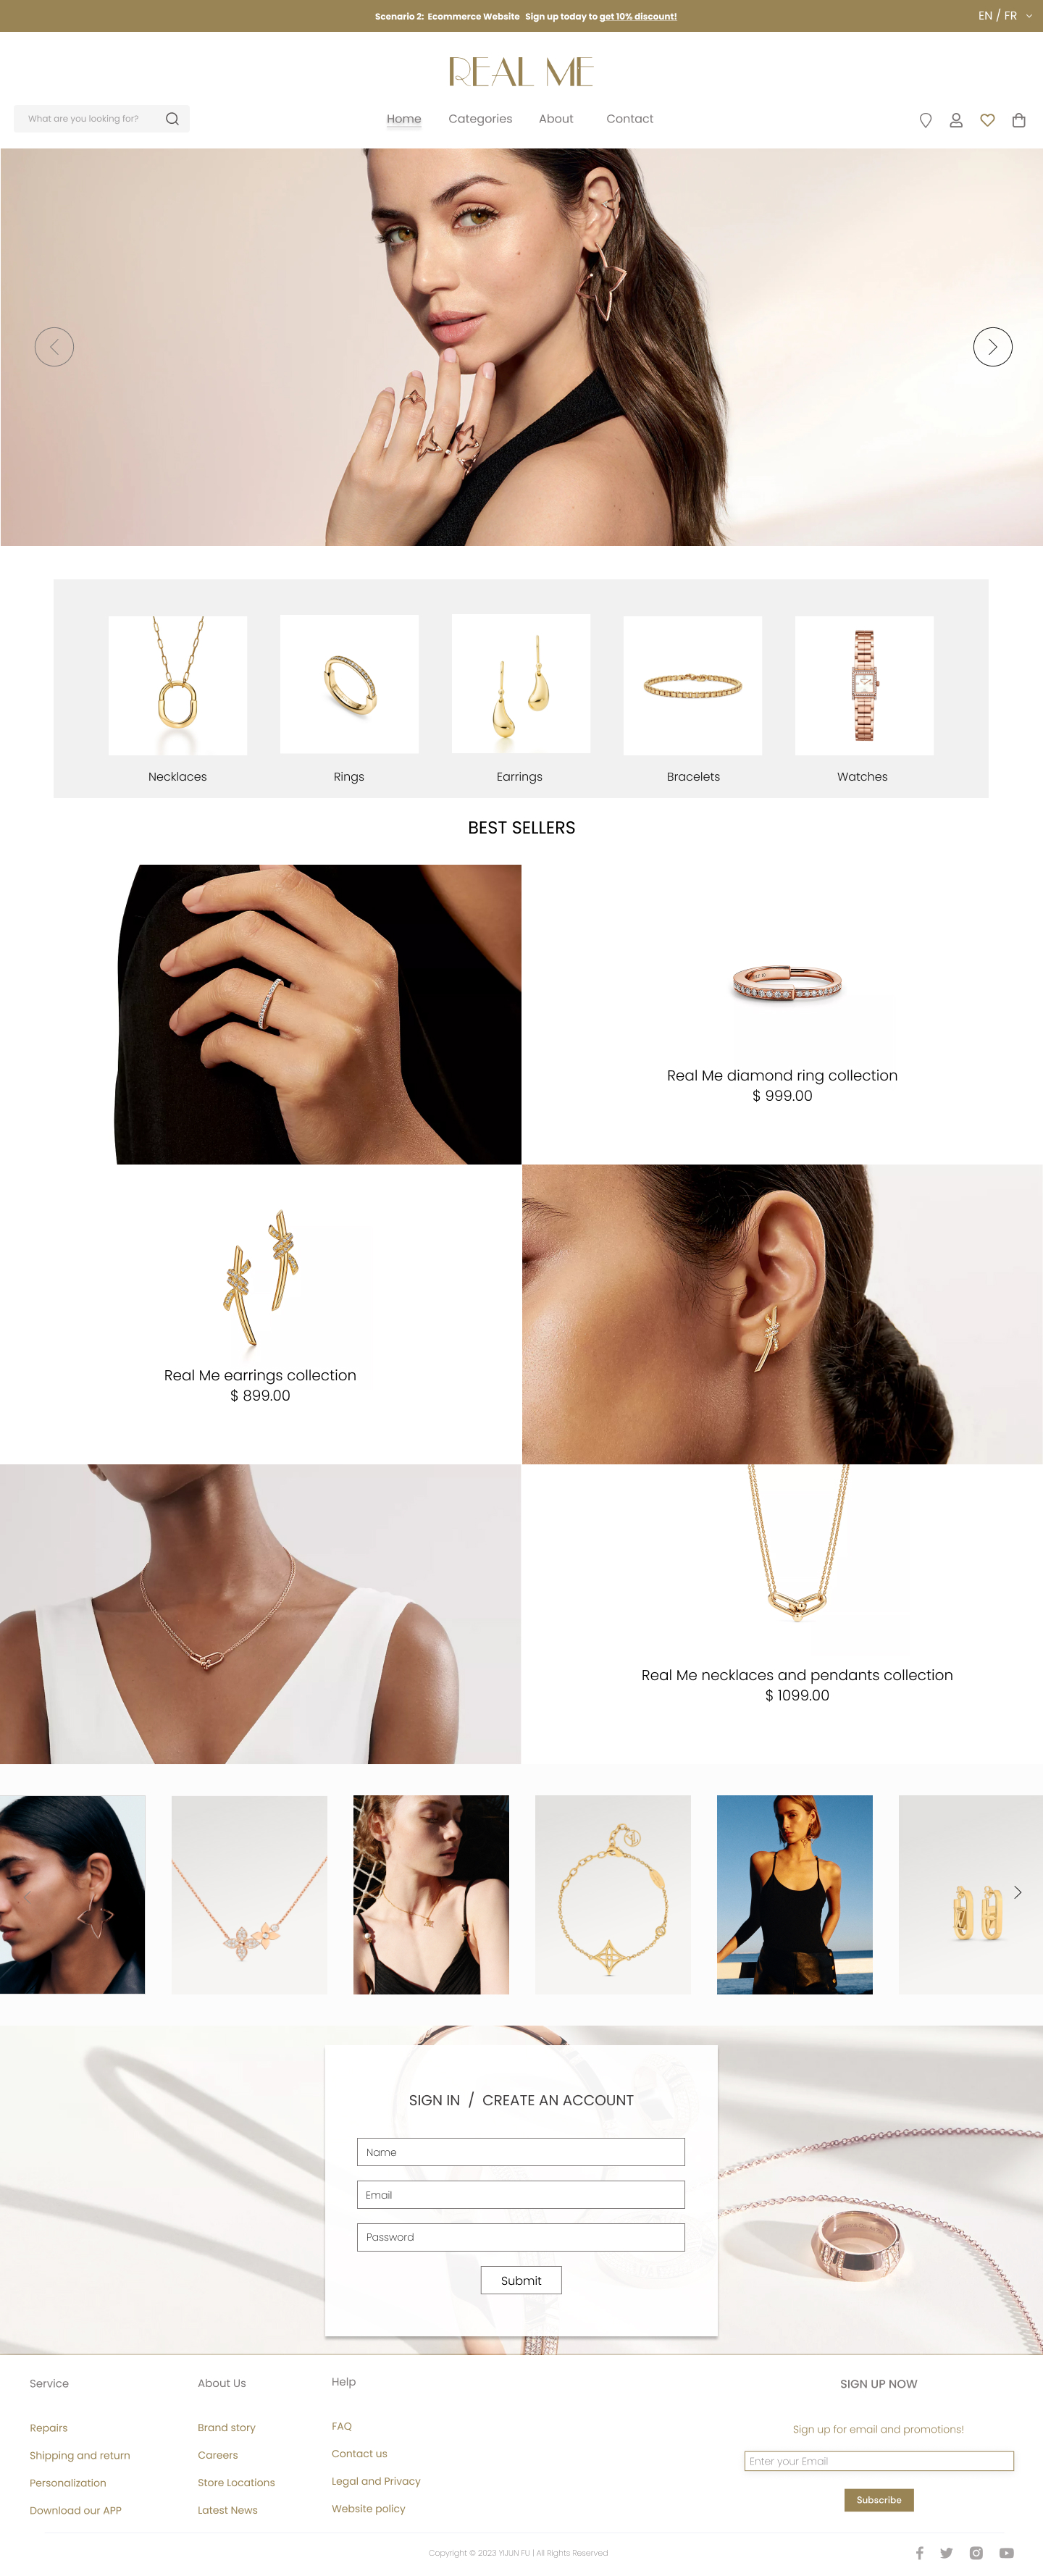 Scenario 2: Ecommerce Website Sign up today to get 10% discount!
EN / FR
REAL ME
What are you looking for?
Home Categories About Contact
Necklaces Rings Earrings Bracelets Watches
BEST SELLERS
Real Me diamond ring collection
$ 999.00
Real Me earrings collection
$ 899.00
Real Me necklaces and pendants collection
$ 1099.00
SIGN IN / CREATE AN ACCOUNT
Name
Email
Password
Submit
Service
Repairs
Shipping and return
Personalization
Download our APP
About Us
Brand story
Careers
Store Locations
Latest News
Help
FAQ
Contact us
Legal and Privacy
Website policy
SIGN UP NOW
Sign up for email and promotions!
Enter your Email
Subscribe
Copyright © 2023 YIJUN FU | All Rights Reserved